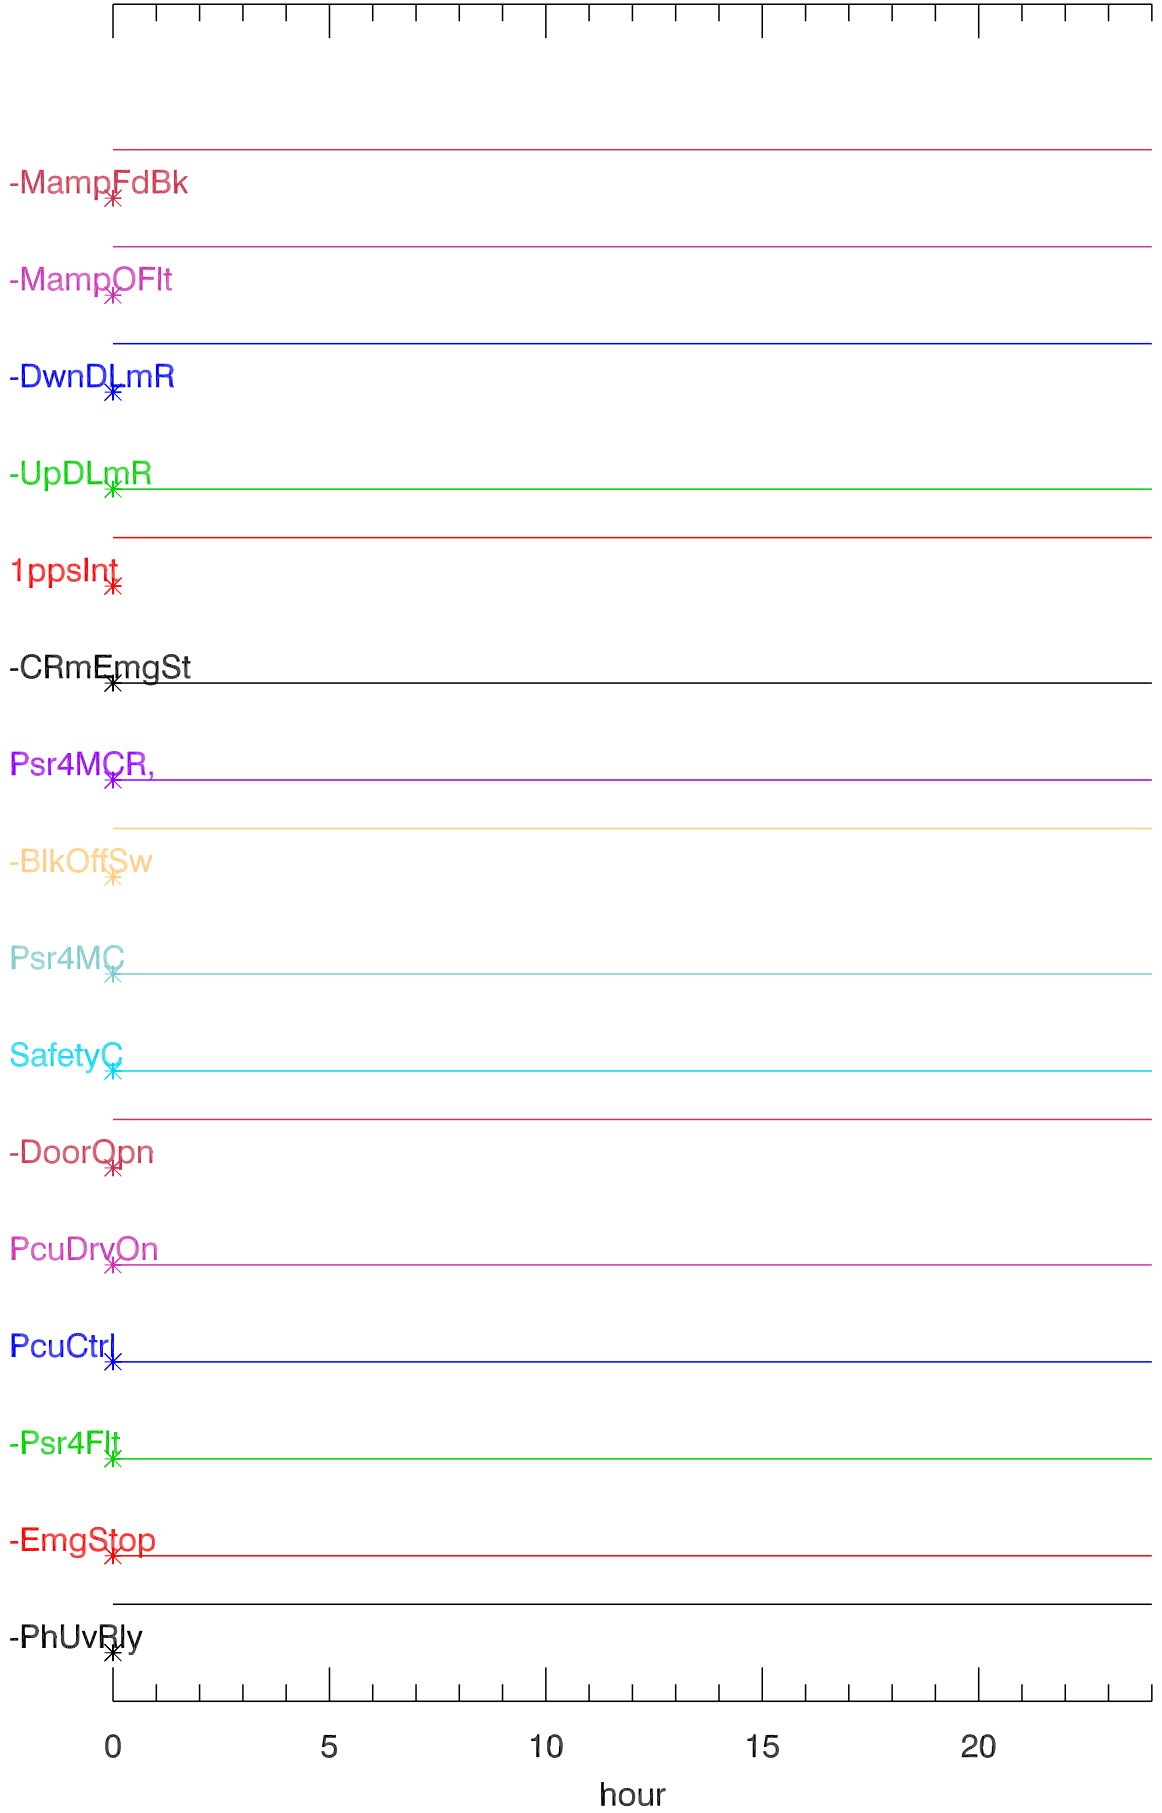 -MampFdBk
-MampOFlt
-DwnDLmR
-UpDLmR
1ppsInt
-CRmEmgSt
Psr4MCR,
-BlkOffSw
Psr4MC
SafetyC
-DoorOpn
PcuDrvOn
PcuCtrl
-Psr4Flt
-EmgStop
-PhUvRly
0 5 10 15 20
hour